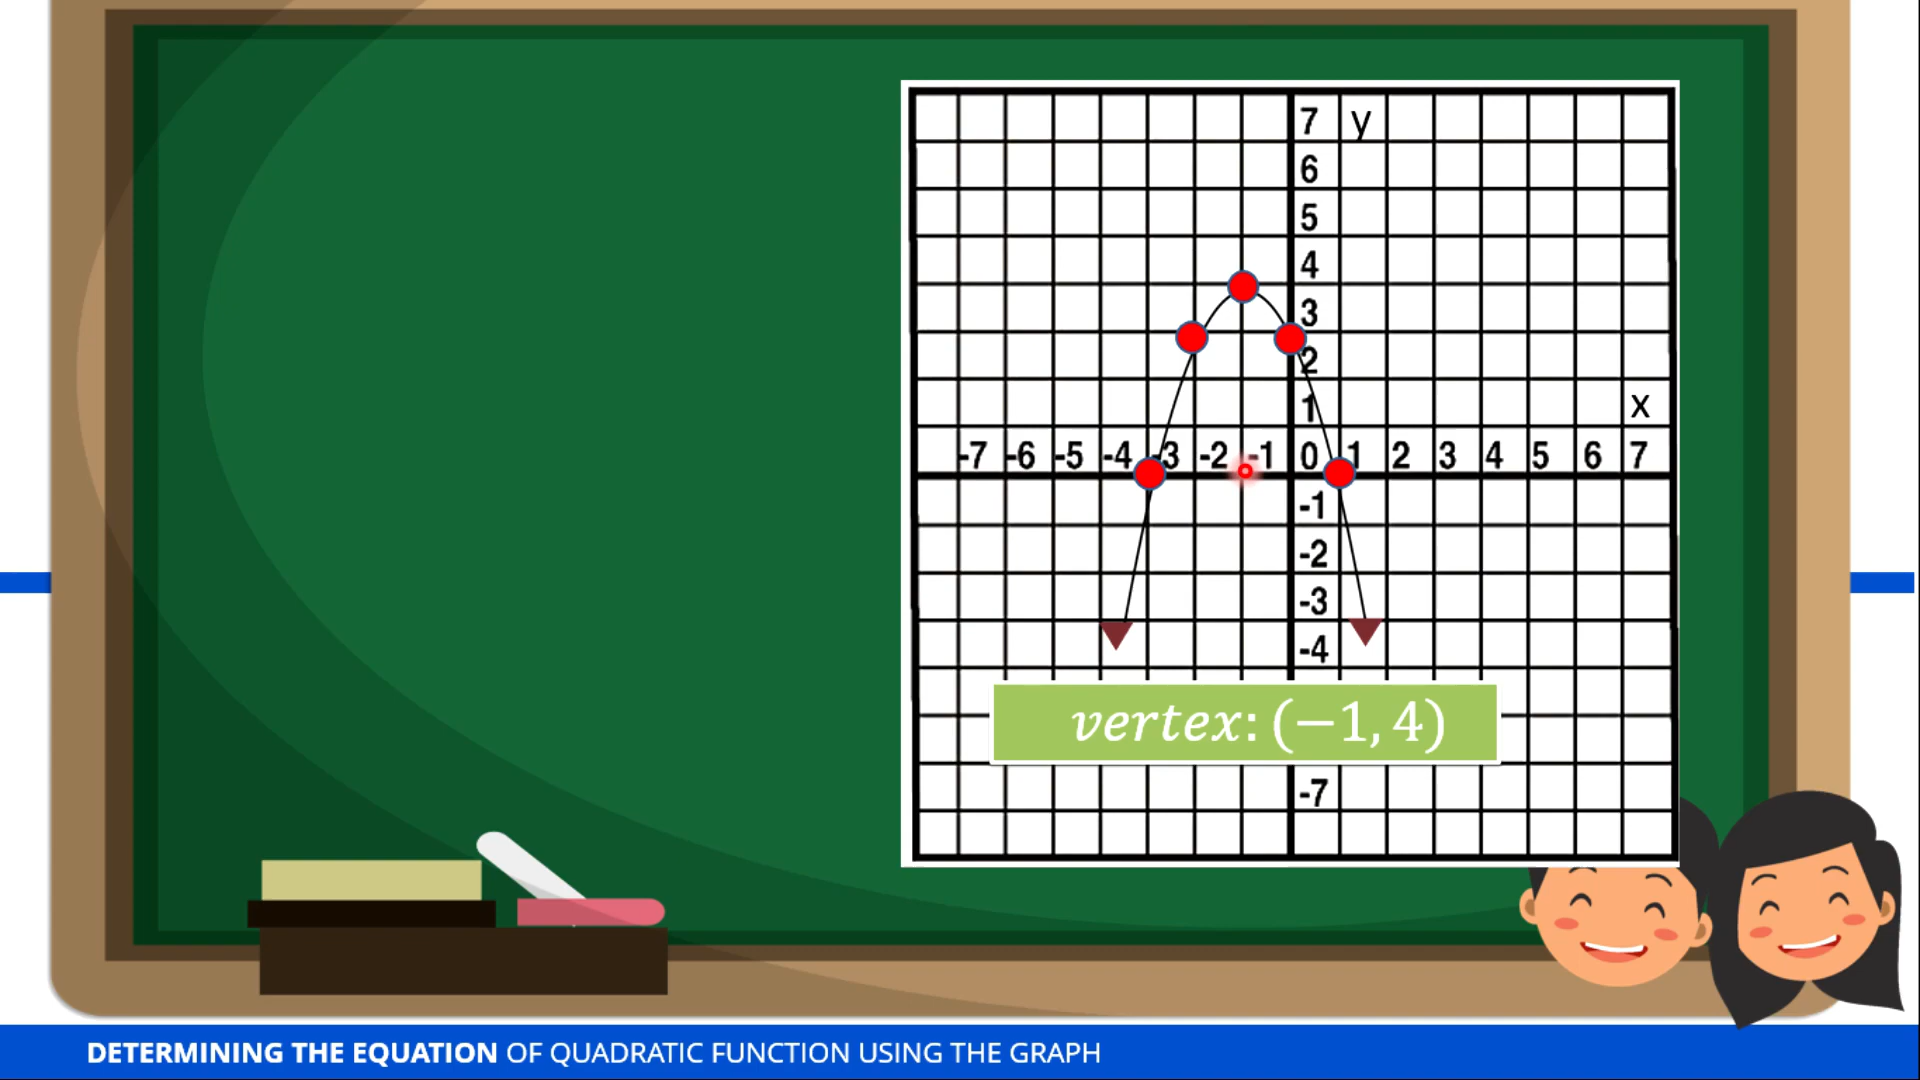 7 y
6
5
4
3
2
1 x
-7 -6 -5 -4 -3 -2 -1 0 1 2 3 4 5 6 7
-1
-2
-3
-4
vertex: (−1, 4)
-7
DETERMINING THE EQUATION OF QUADRATIC FUNCTION USING THE GRAPH